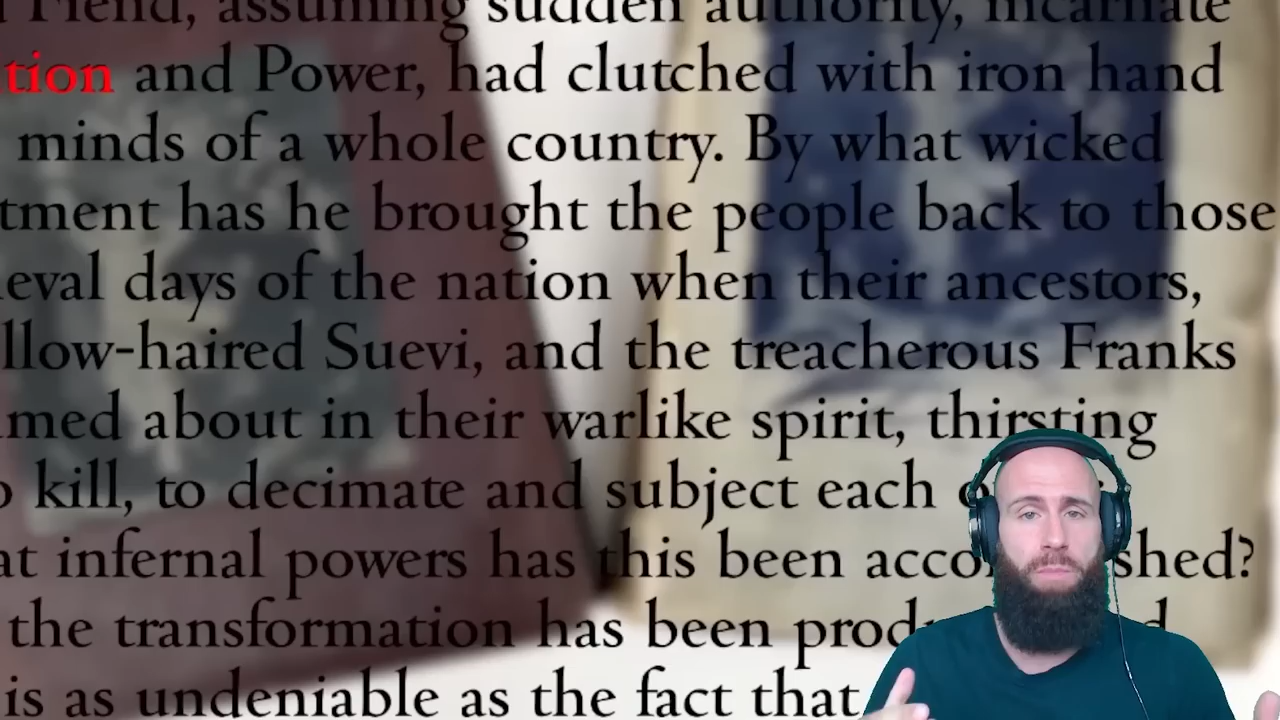 Fiend, assuming sudden authority, incarnate
tion and Power, had clutched with iron hand
minds of a whole country. By what wicked
tment has he brought the people back to those
eval days of the nation when their ancestors,
llow-haired Suevi, and the treacherous Franks
med about in their warlike spirit, thirsting
kill, to decimate and subject each
at infernal powers has this been accomplished?
the transformation has been
is as undeniable as the fact that